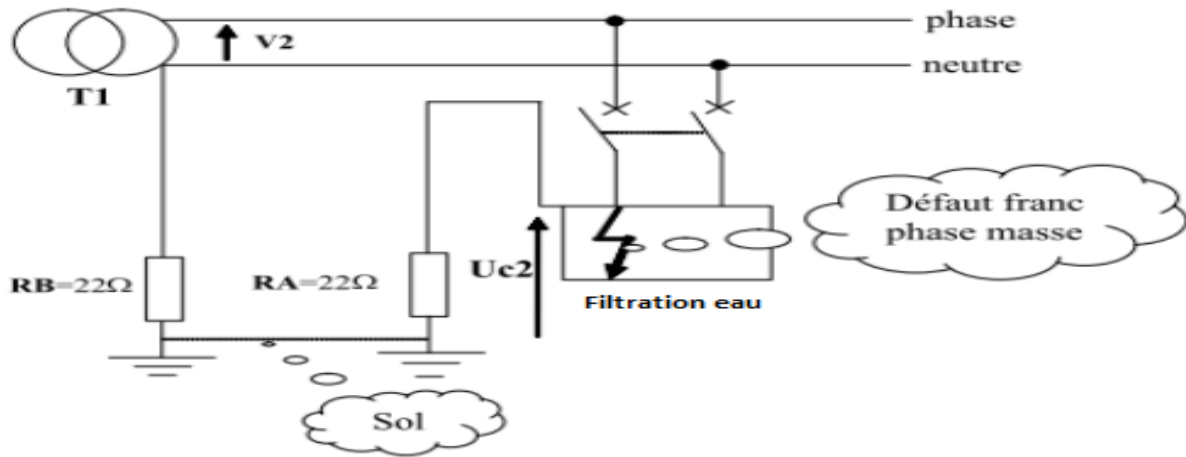 phase
V2
neutre
T1
Défaut franc
phase masse
RB=22Ω
RA=22Ω
Uc2
Filtration eau
Sol